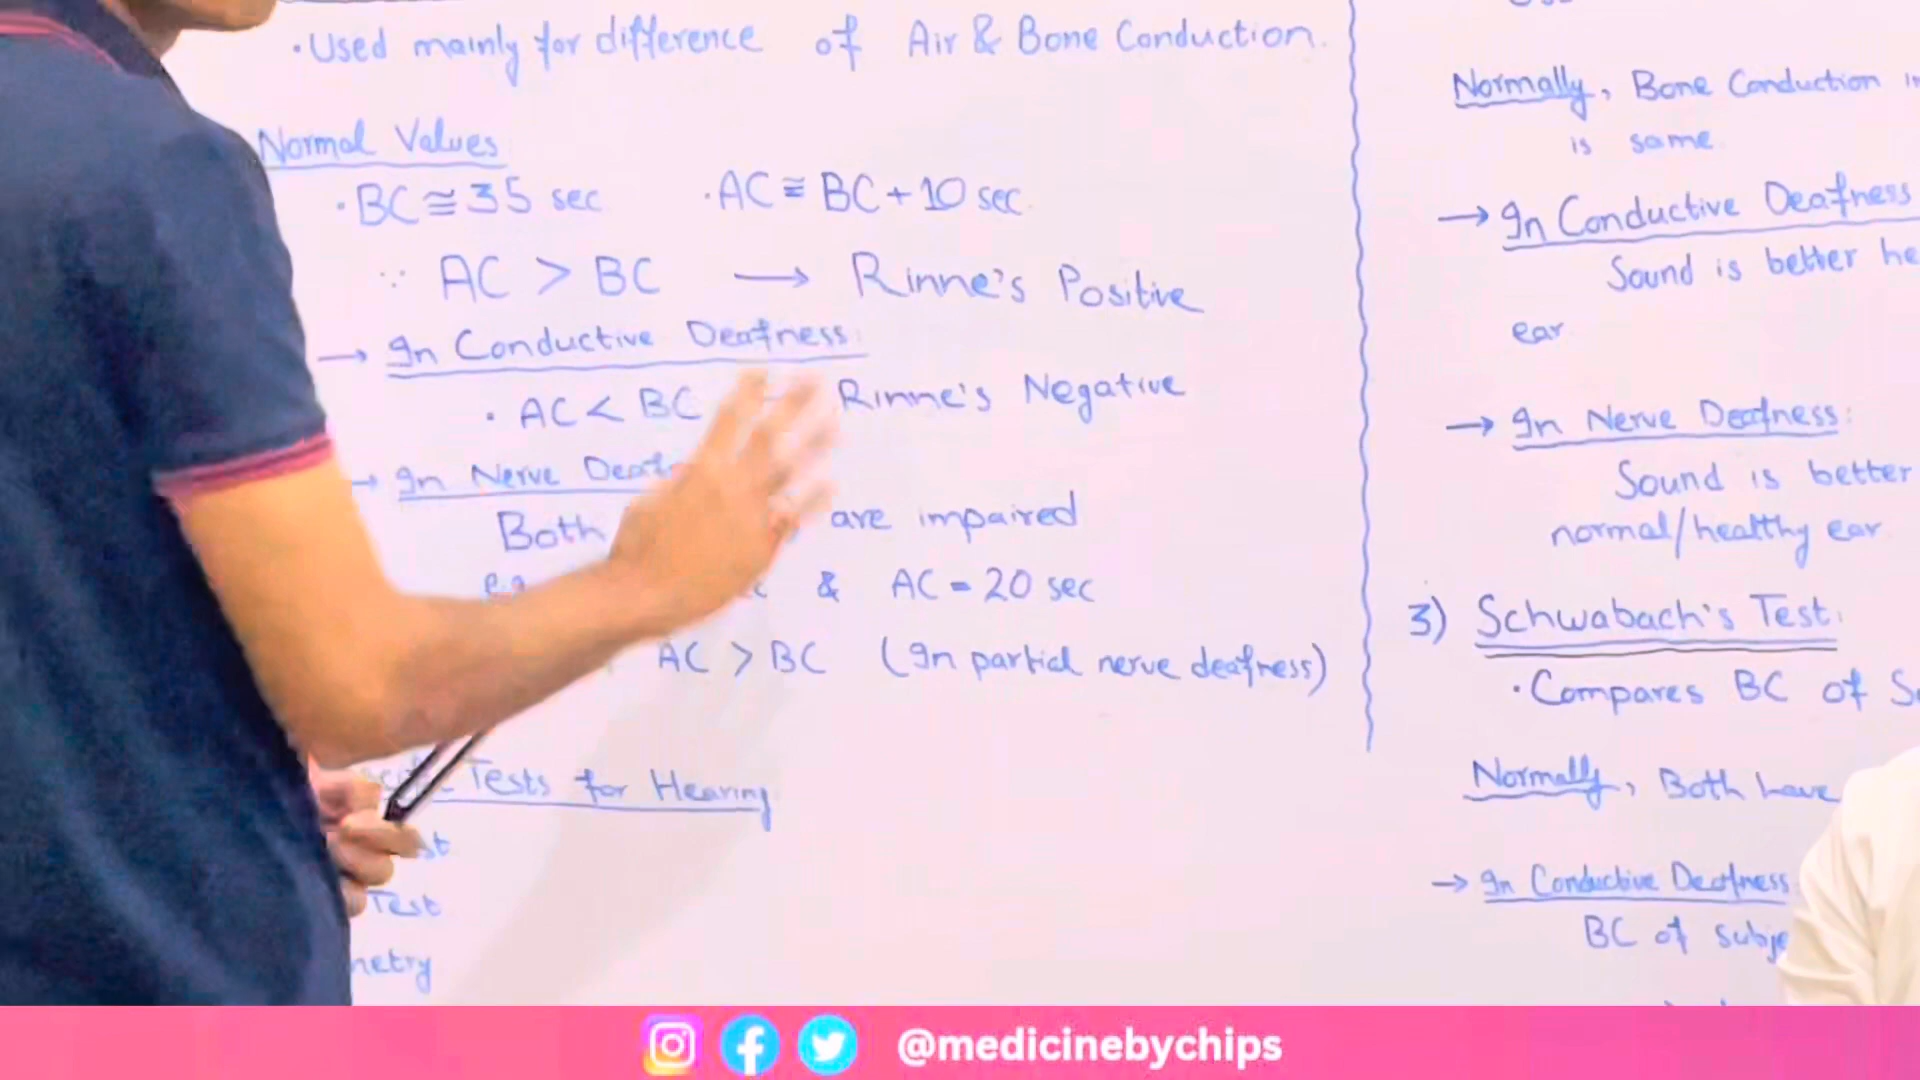 • Used mainly for difference of Air & Bone Conduction.
Normal Values
• BC ≅ 35 sec • AC ≅ BC + 10 sec
∵ AC > BC → Rinne's Positive
→ In Conductive Deafness:
• AC < BC Rinne's Negative
→ In Nerve
Both are impaired
e.g. & AC = 20 sec
AC > BC (In partial nerve deafness)
Tests for Hearing
Test
Normally, Bone Conduction
is same
→ In Conductive Deafness
Sound is better
ear
→ In Nerve Deafness:
Sound is better
normal/healthy ear
3) Schwabach's Test:
• Compares BC of
Normally, Both have
→ In Conductive Deafness
BC of
@medicinebychips